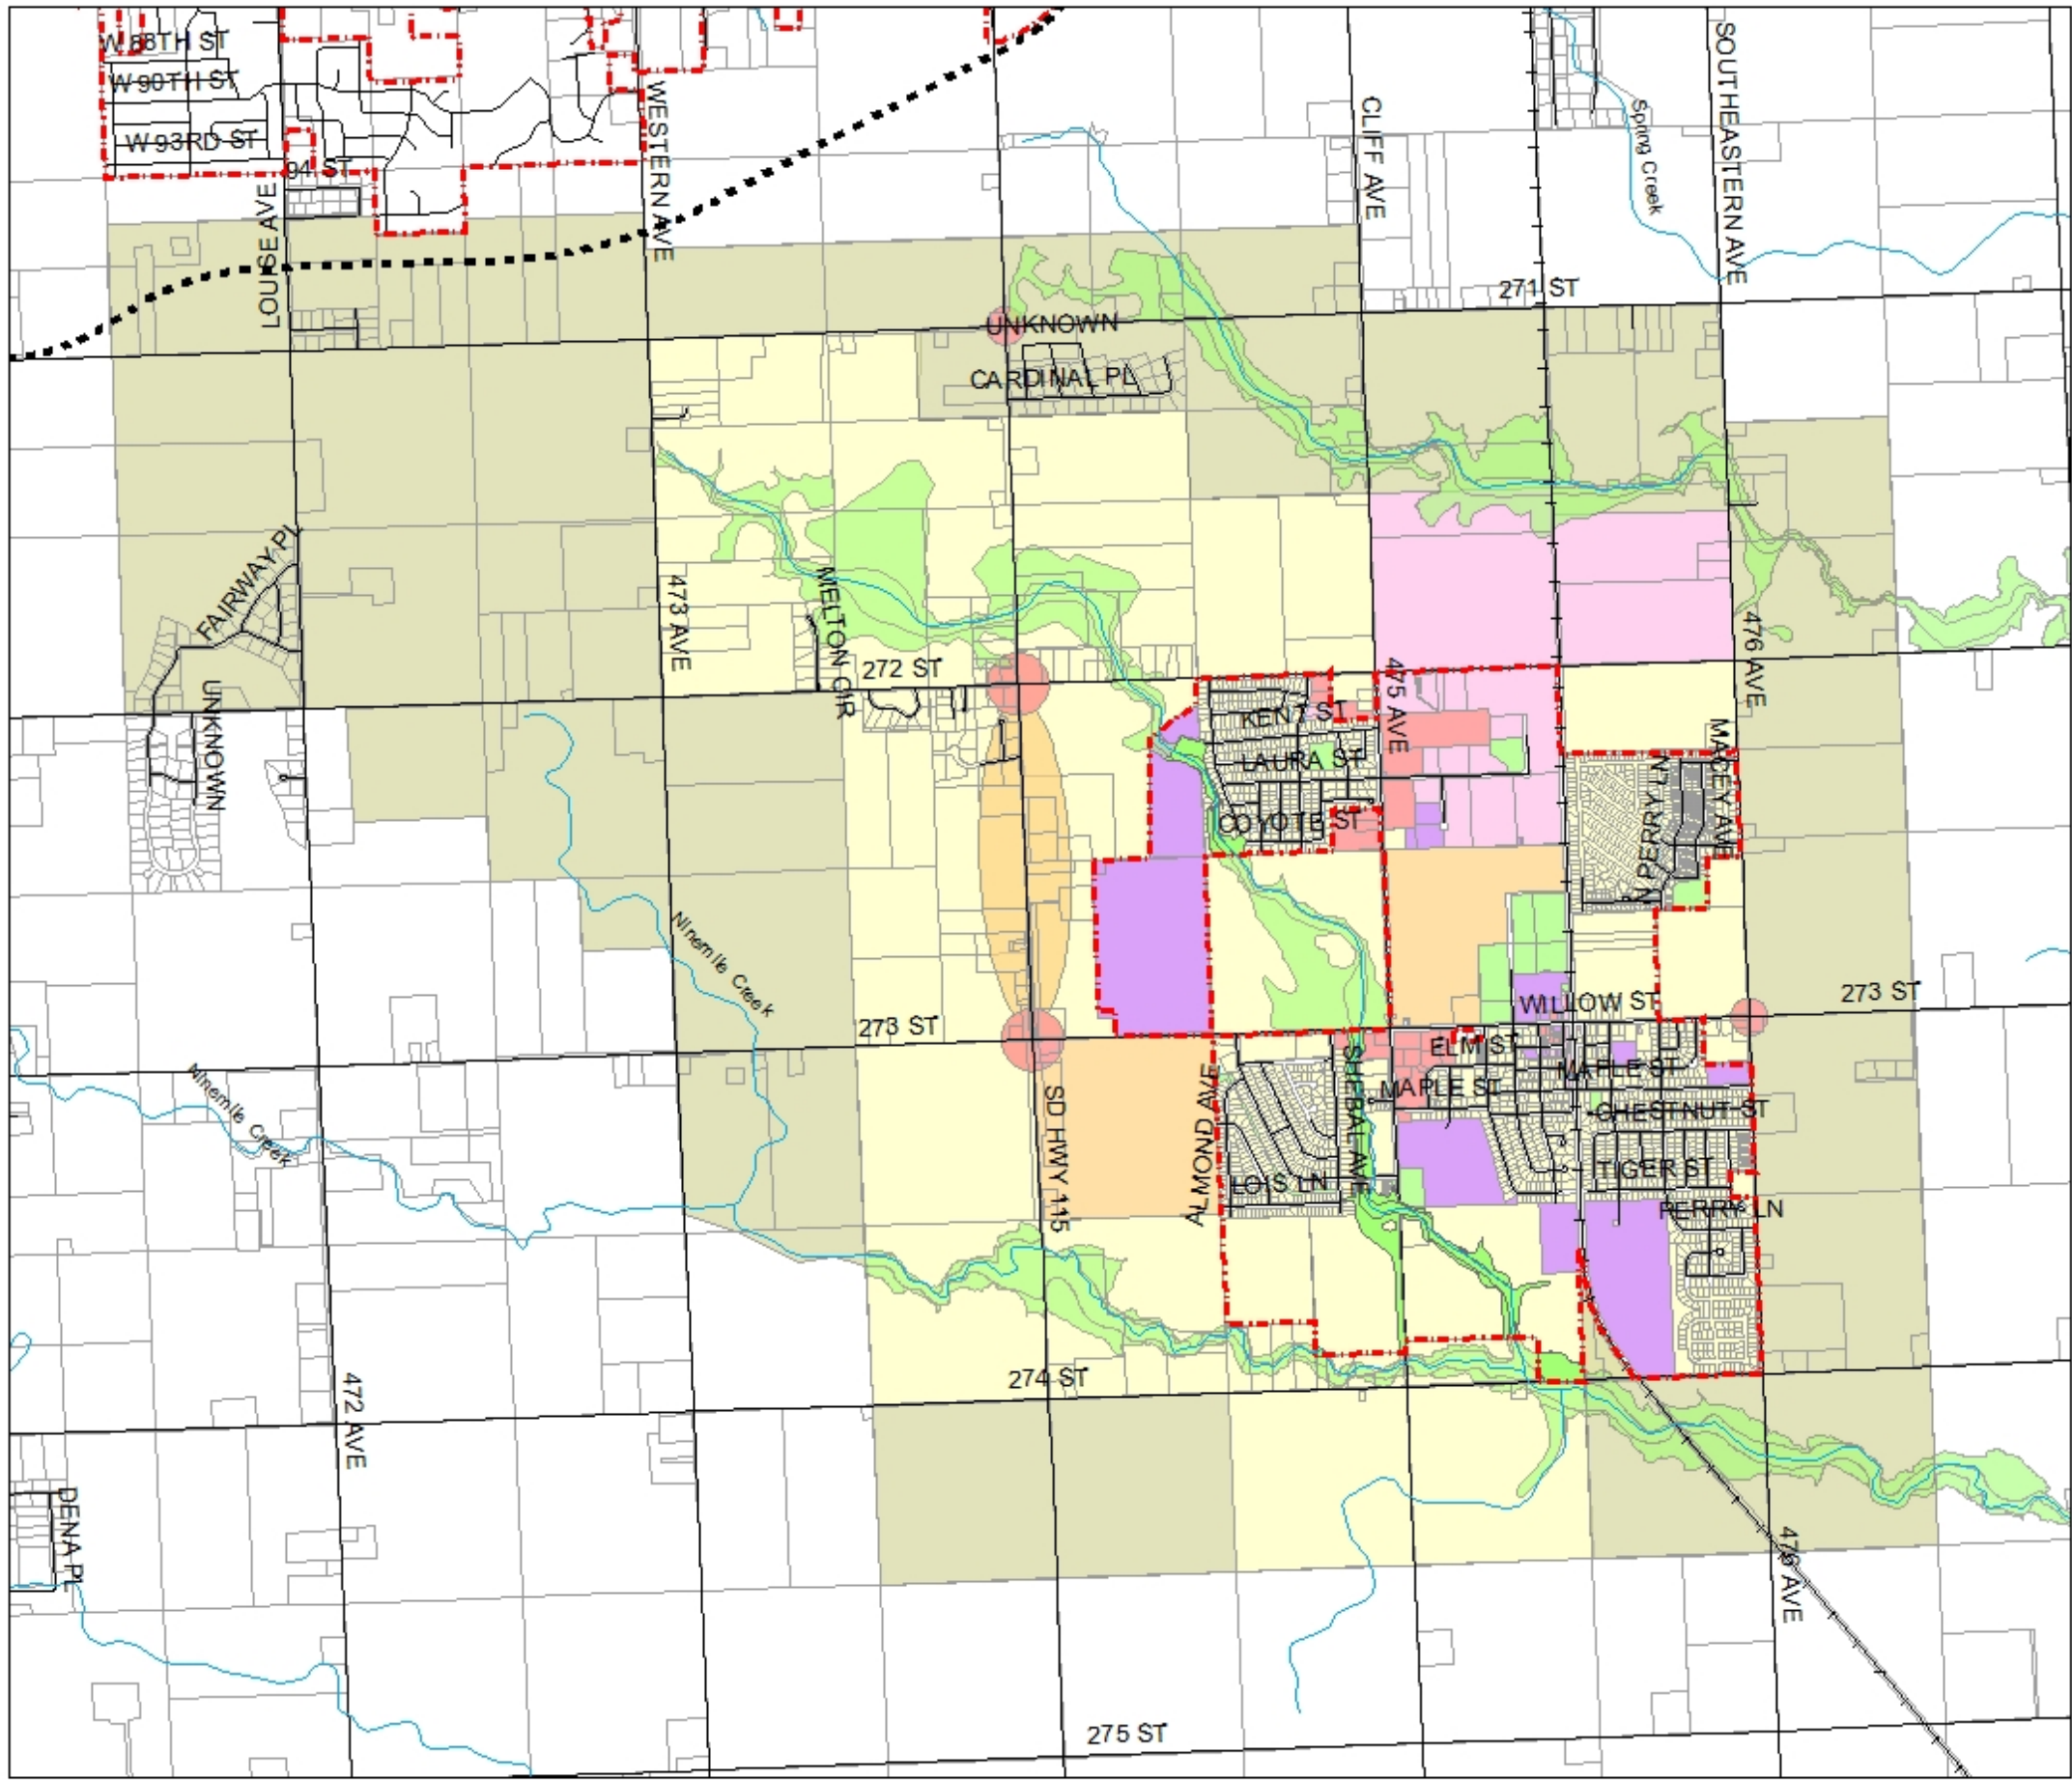 W 88TH ST
W 90TH ST
W 93RD ST
94 ST
LOUISE AVE
WESTERN AVE
CLIFF AVE
Spring Creek
SOUTHEASTERN AVE
271 ST
UNKNOWN
CARDINAL PL
FAIRWAY PL
UNKNOWN
473 AVE
MELTON CIR
272 ST
475 AVE
476 AVE
KENT ST
LAURA ST
COYOTE ST
N PERRY LN
MACEY AVE
Ninemile Creek
273 ST
WILLOW ST
273 ST
ELM ST
MAPLE ST
MAPLE ST
CHESTNUT ST
Ninemile Creek
SD HWY 115
ALMOND AVE
SHEBAL AVE
LOIS LN
TIGER ST
PERRY LN
274 ST
472 AVE
DENA PL
476 AVE
275 ST